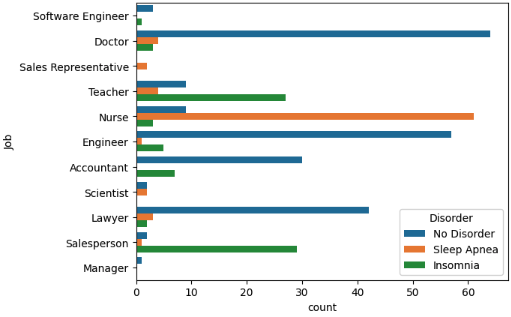 Software Engineer
Doctor
Sales Representative
Teacher
Nurse
Engineer
Accountant
Scientist
Lawyer
Salesperson
Manager
Job
0 10 20 30 40 50 60
count
Disorder
No Disorder
Sleep Apnea
Insomnia